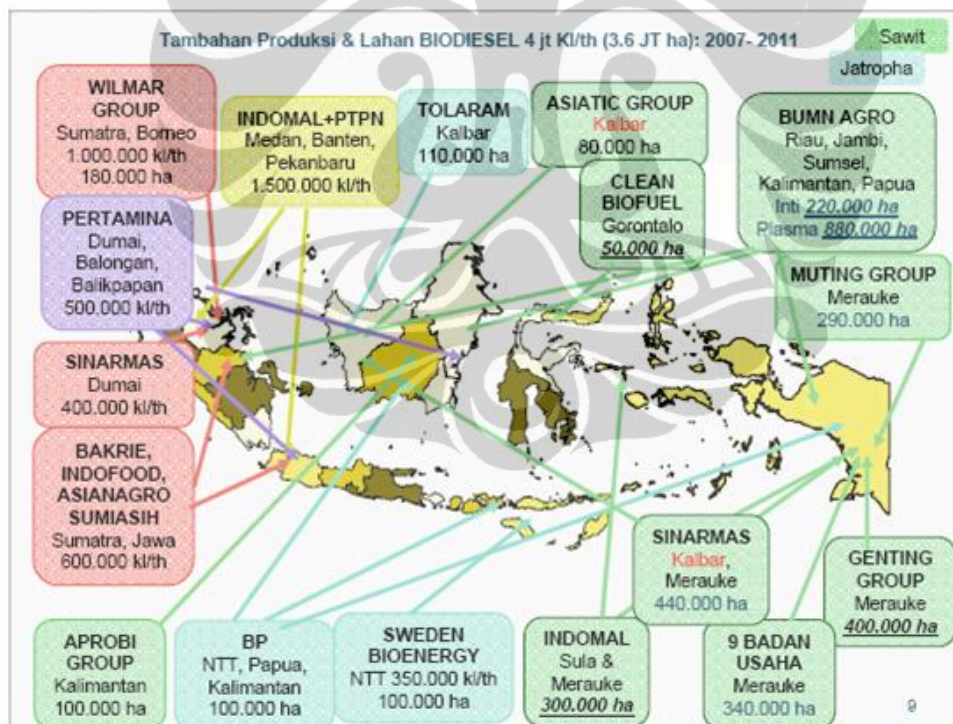 Tambahan Produksi & Lahan BIODIESEL 4 jt Kl/th (3.6 JT ha): 2007- 2011
Sawit
Jatropha
WILMAR
GROUP
Sumatra, Borneo
1.000.000 kl/th
180.000 ha
INDOMAL+PTPN
Medan, Banten,
Pekanbaru
1.500.000 kl/th
TOLARAM
Kalbar
110.000 ha
ASIATIC GROUP
Kalbar
80.000 ha
BUMN AGRO
Riau, Jambi,
Sumsel,
Kalimantan, Papua
Inti 220.000 ha
Plasma 880.000 ha
CLEAN
BIOFUEL
Gorontalo
50.000 ha
PERTAMINA
Dumai,
Balongan,
Balikpapan
500.000 kl/th
MUTING GROUP
Merauke
290.000 ha
SINARMAS
Dumai
400.000 kl/th
BAKRIE,
INDOFOOD,
ASIANAGRO
SUMIASIH
Sumatra, Jawa
600.000 kl/th
SINARMAS
Kalbar,
Merauke
440.000 ha
GENTING
GROUP
Merauke
400.000 ha
APROBI
GROUP
Kalimantan
100.000 ha
BP
NTT, Papua,
Kalimantan
100.000 ha
SWEDEN
BIOENERGY
NTT 350.000 kl/th
100.000 ha
INDOMAL
Sula &
Merauke
300.000 ha
9 BADAN
USAHA
Merauke
340.000 ha
9